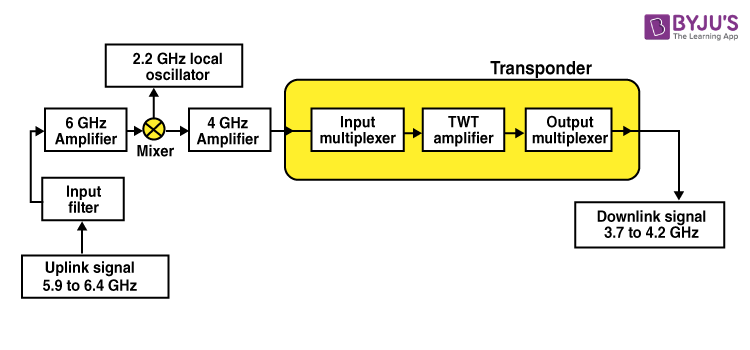 BYJU'S
The Learning App
2.2 GHz local
oscillator
Transponder
6 GHz
Amplifier
Mixer
4 GHz
Amplifier
Input
multiplexer
TWT
amplifier
Output
multiplexer
Input
filter
Downlink signal
3.7 to 4.2 GHz
Uplink signal
5.9 to 6.4 GHz